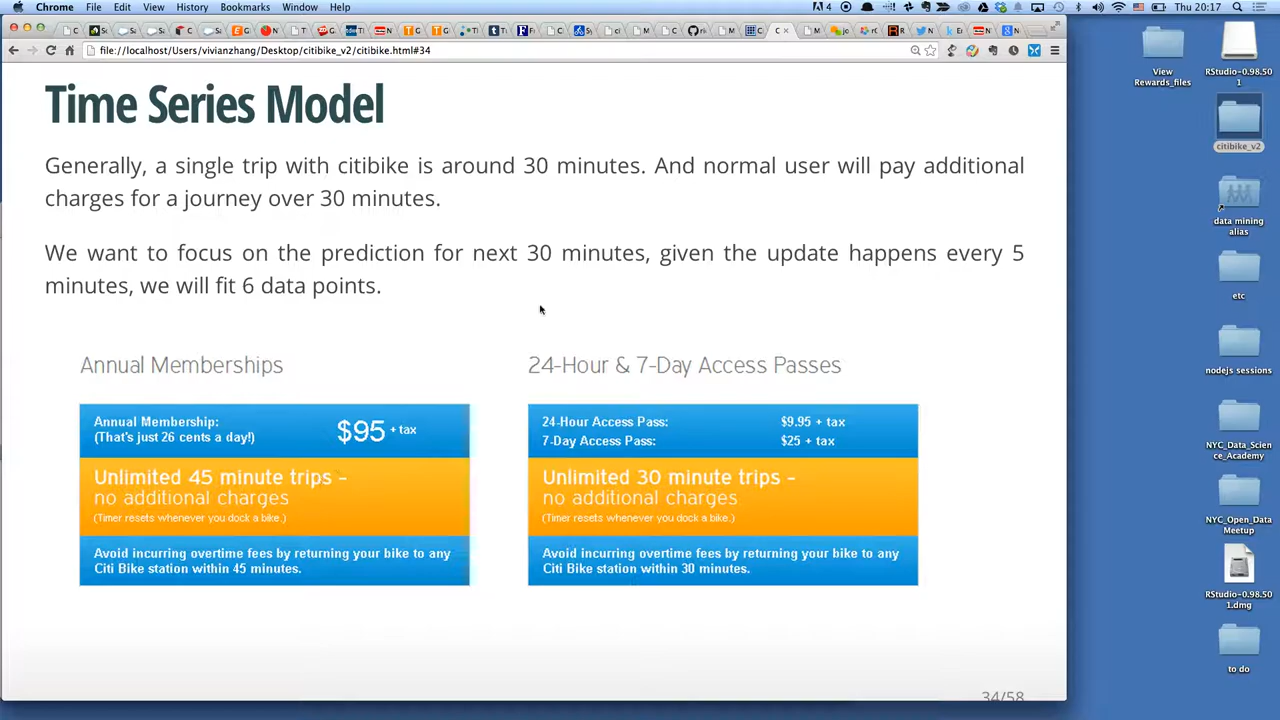 Chrome File Edit View History Bookmarks Window Help
4 Thu 20:17
file://localhost/Users/vivianzhang/Desktop/citibike_v2/citibike.html#34
Time Series Model
Generally, a single trip with citibike is around 30 minutes. And normal user will pay additional
charges for a journey over 30 minutes.
We want to focus on the prediction for next 30 minutes, given the update happens every 5
minutes, we will fit 6 data points.
Annual Memberships
Annual Membership:
(That's just 26 cents a day!)
$95 + tax
Unlimited 45 minute trips -
no additional charges
(Timer resets whenever you dock a bike.)
Avoid incurring overtime fees by returning your bike to any
Citi Bike station within 45 minutes.
24-Hour & 7-Day Access Passes
24-Hour Access Pass: $9.95 + tax
7-Day Access Pass: $25 + tax
Unlimited 30 minute trips -
no additional charges
(Timer resets whenever you dock a bike.)
Avoid incurring overtime fees by returning your bike to any
Citi Bike station within 30 minutes.
34/58
View
Rewards_files
RStudio-0.98.50
1
citibike_v2
data mining
alias
etc
nodejs sessions
NYC_Data_Scien
ce_Academy
NYC_Open_Data
Meetup
RStudio-0.98.50
1.dmg
to do